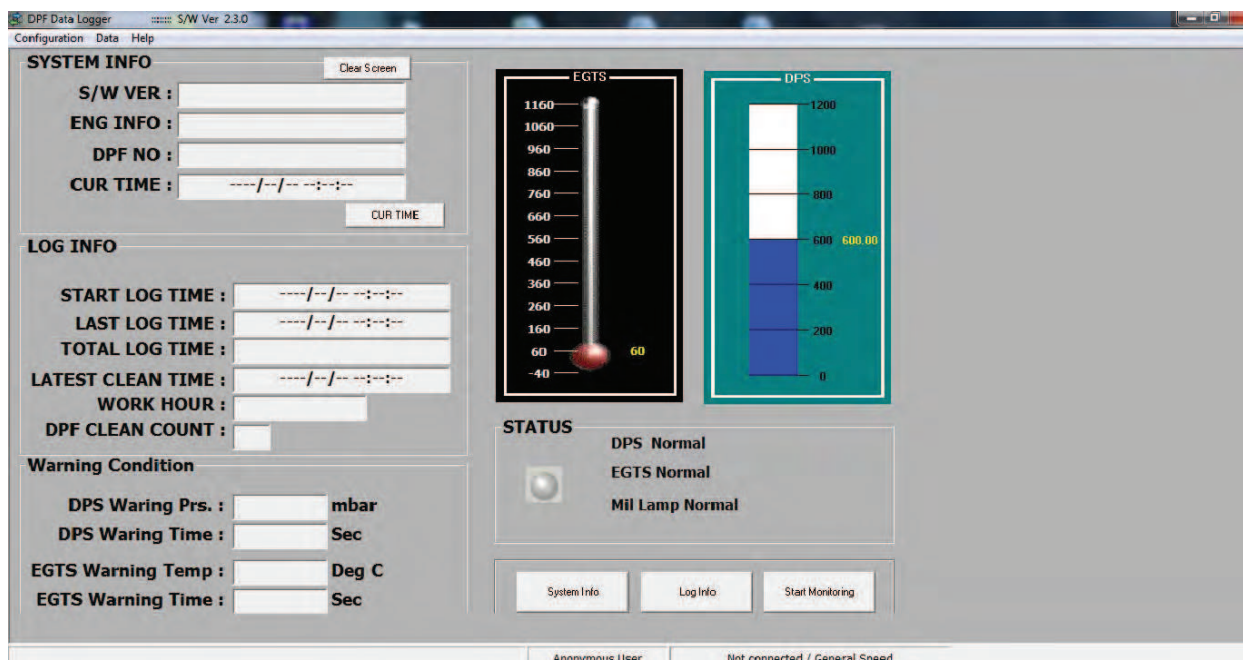 DPF Data Logger :::::: S/W Ver 2.3.0
Configuration Data Help
SYSTEM INFO
Clear Screen
S/W VER :
ENG INFO :
DPF NO :
CUR TIME : ----/--/-- --:--:--
CUR TIME
LOG INFO
START LOG TIME : ----/--/-- --:--:--
LAST LOG TIME : ----/--/-- --:--:--
TOTAL LOG TIME :
LATEST CLEAN TIME : ----/--/-- --:--:--
WORK HOUR :
DPF CLEAN COUNT :
Warning Condition
DPS Waring Prs. : mbar
DPS Waring Time : Sec
EGTS Warning Temp : Deg C
EGTS Warning Time : Sec
EGTS
1160
1060
960
860
760
660
560
460
360
260
160
60 60
-40
DPS
1200
1000
800
600 600.00
400
200
0
STATUS
DPS Normal
EGTS Normal
Mil Lamp Normal
System Info Log Info Start Monitoring
Anonymous User Not connected / General Speed